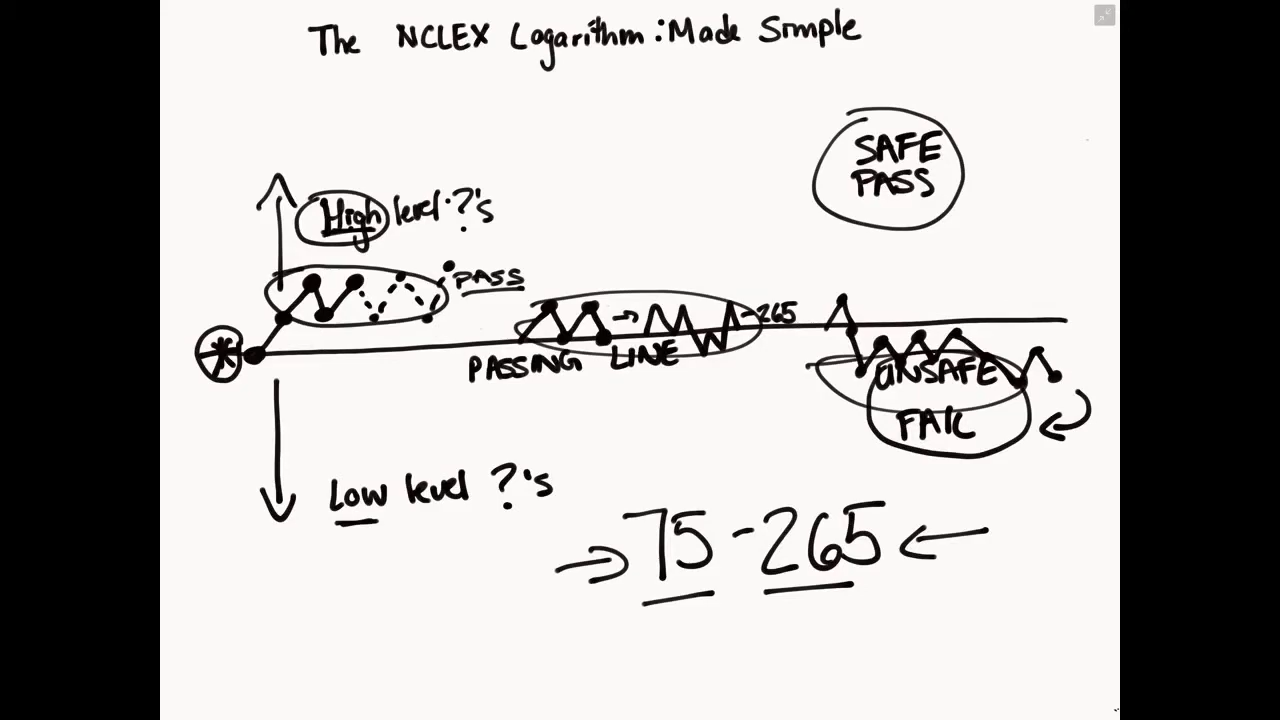 The NCLEX Logarithm: Made Simple
SAFE
PASS
High level ?'s
PASS
265
PASSING LINE
UNSAFE
FAIL
Low level ?'s
75 - 265